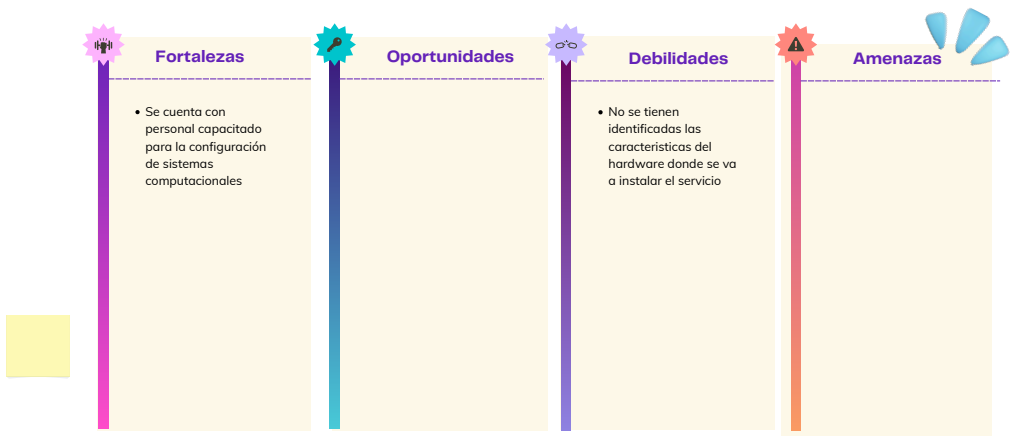 Fortalezas
Oportunidades
Debilidades
Amenazas
• Se cuenta con
personal capacitado
para la configuración
de sistemas
computacionales
• No se tienen
identificadas las
caracteristicas del
hardware donde se va
a instalar el servicio